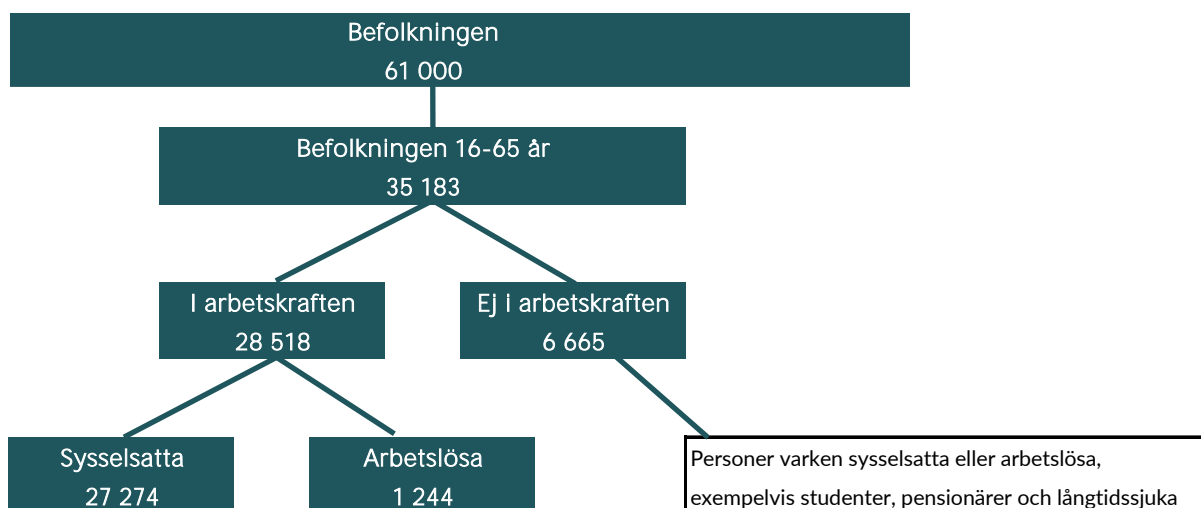 Befolkningen
61 000
Befolkningen 16-65 år
35 183
I arbetskraften
28 518
Ej i arbetskraften
6 665
Sysselsatta
27 274
Arbetslösa
1 244
Personer varken sysselsatta eller arbetslösa,
exempelvis studenter, pensionärer och långtidssjuka